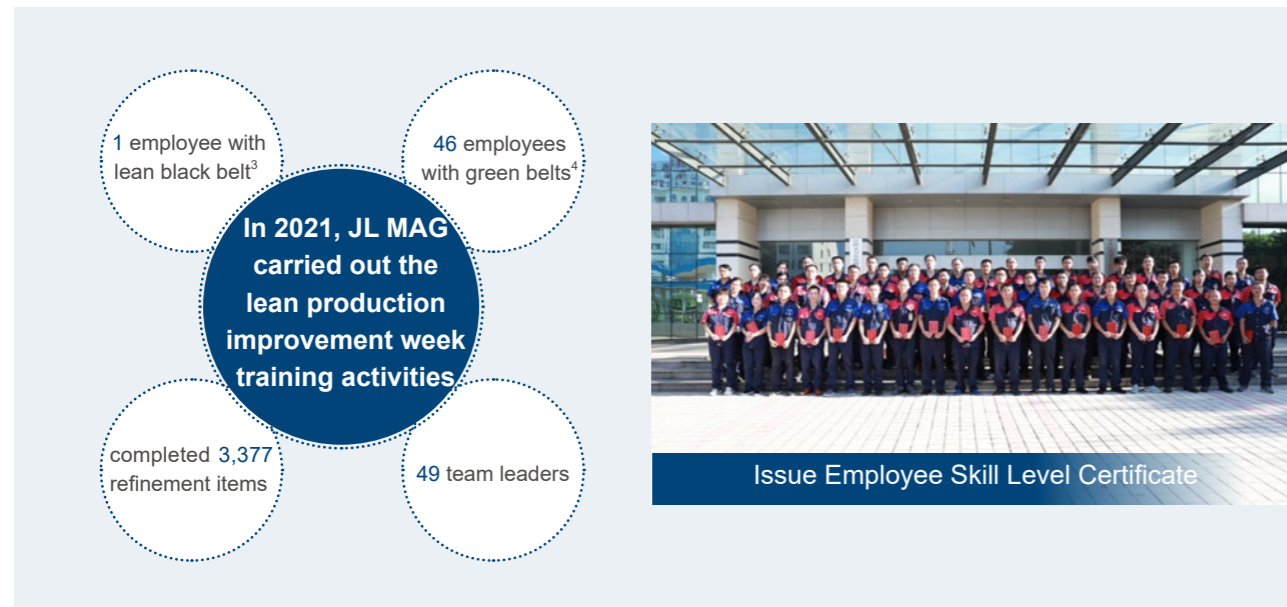 1 employee with
lean black belt³
46 employees
with green belts⁴
In 2021, JL MAG
carried out the
lean production
improvement week
training activities
completed 3,377
refinement items
49 team leaders
Issue Employee Skill Level Certificate